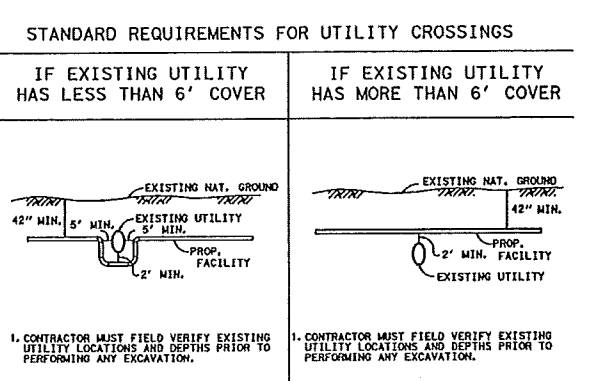 STANDARD REQUIREMENTS FOR UTILITY CROSSINGS
IF EXISTING UTILITY
HAS LESS THAN 6' COVER
EXISTING NAT. GROUND
42" MIN.
5' MIN.
EXISTING UTILITY
5' MIN.
PROP.
FACILITY
2' MIN.
1. CONTRACTOR MUST FIELD VERIFY EXISTING
UTILITY LOCATIONS AND DEPTHS PRIOR TO
PERFORMING ANY EXCAVATION.
IF EXISTING UTILITY
HAS MORE THAN 6' COVER
EXISTING NAT. GROUND
42" MIN.
PROP.
FACILITY
2' MIN.
EXISTING UTILITY
1. CONTRACTOR MUST FIELD VERIFY EXISTING
UTILITY LOCATIONS AND DEPTHS PRIOR TO
PERFORMING ANY EXCAVATION.